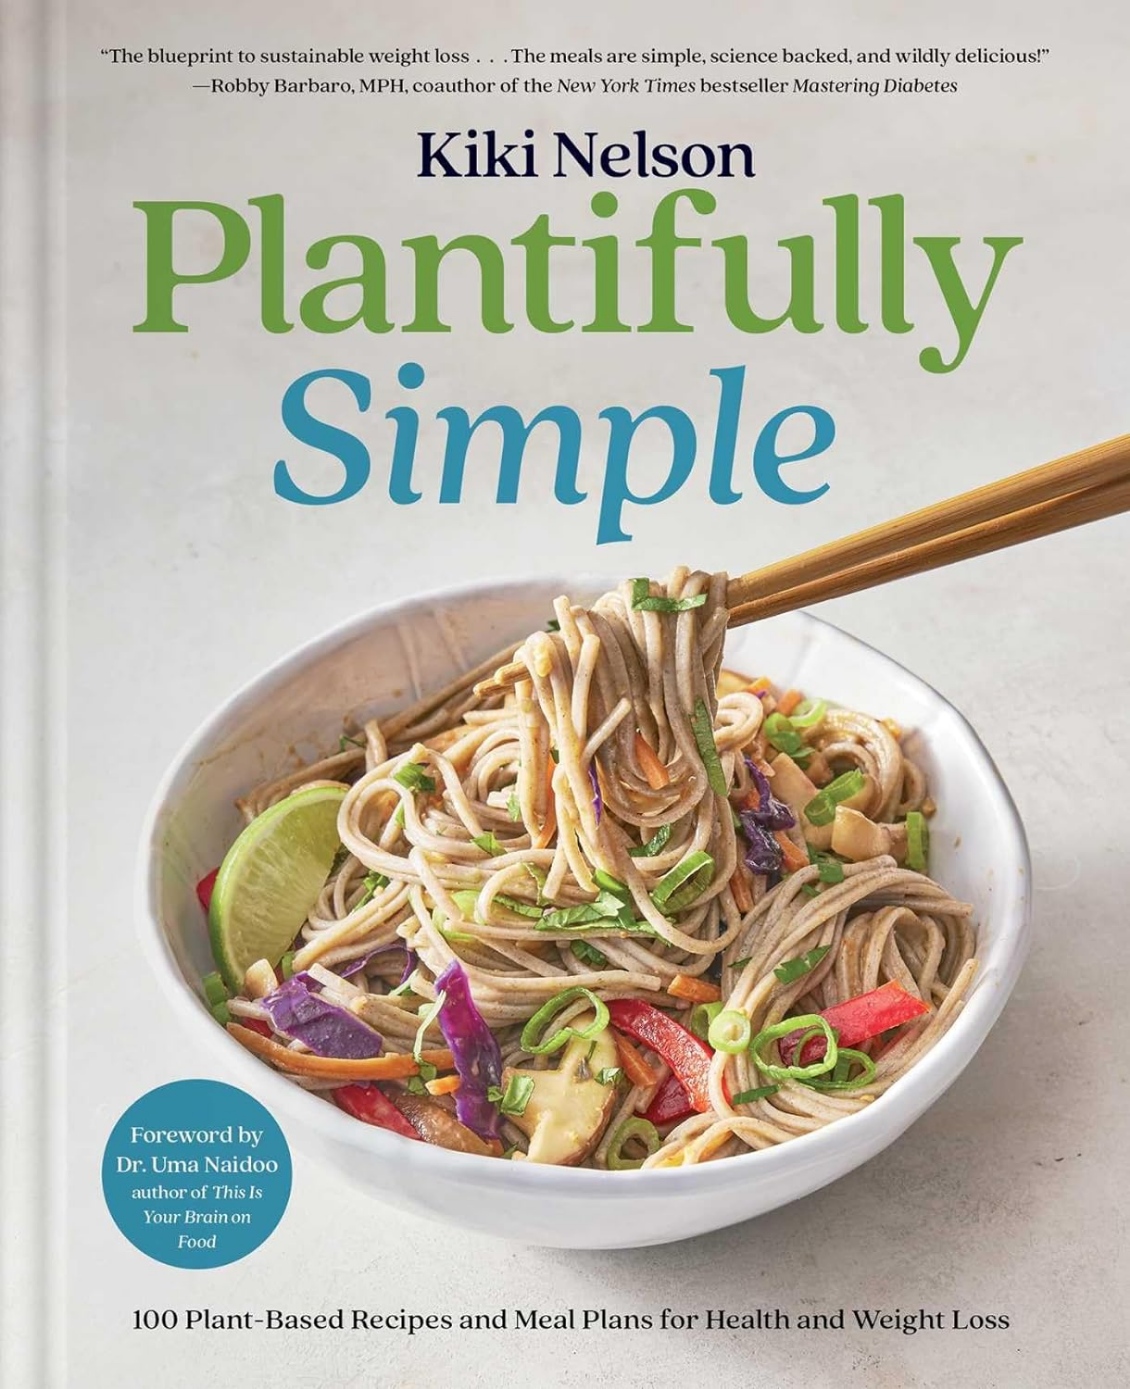 “The blueprint to sustainable weight loss . . . The meals are simple, science backed, and wildly delicious!”
—Robby Barbaro, MPH, coauthor of the New York Times bestseller Mastering Diabetes
Kiki Nelson
Plantifully
Simple
Foreword by
Dr. Uma Naidoo
author of This Is
Your Brain on
Food
100 Plant-Based Recipes and Meal Plans for Health and Weight Loss